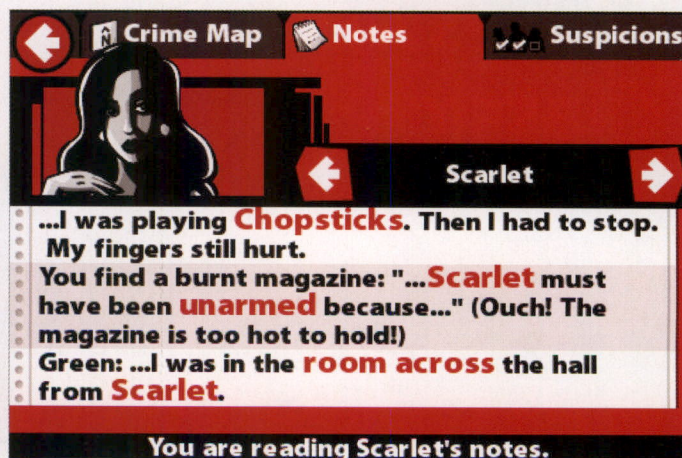 Crime Map Notes Suspicions
Scarlet
...I was playing Chopsticks. Then I had to stop.
My fingers still hurt.
You find a burnt magazine: "...Scarlet must
have been unarmed because..." (Ouch! The
magazine is too hot to hold!)
Green: ...I was in the room across the hall
from Scarlet.
You are reading Scarlet's notes.